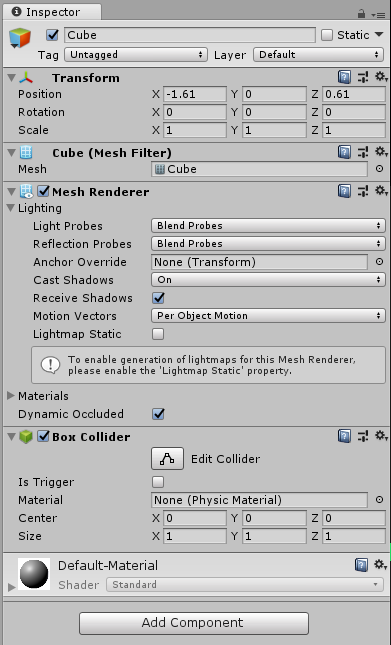 Inspector
Cube Static
Tag Untagged Layer Default
Transform
Position X -1.61 Y 0 Z 0.61
Rotation X 0 Y 0 Z 0
Scale X 1 Y 1 Z 1
Cube (Mesh Filter)
Mesh Cube
Mesh Renderer
Lighting
Light Probes Blend Probes
Reflection Probes Blend Probes
Anchor Override None (Transform)
Cast Shadows On
Receive Shadows
Motion Vectors Per Object Motion
Lightmap Static
To enable generation of lightmaps for this Mesh Renderer,
please enable the 'Lightmap Static' property.
Materials
Dynamic Occluded
Box Collider
Edit Collider
Is Trigger
Material None (Physic Material)
Center X 0 Y 0 Z 0
Size X 1 Y 1 Z 1
Default-Material
Shader Standard
Add Component